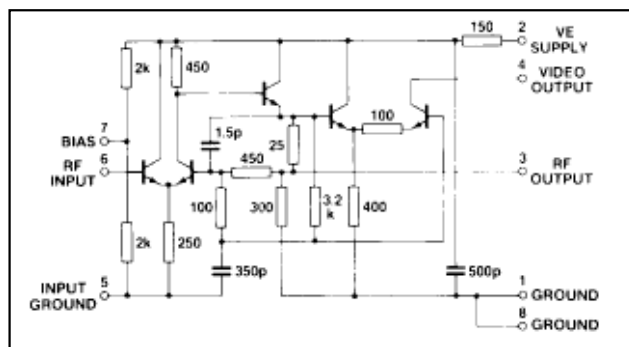 150
2
VE
SUPPLY
4
VIDEO
OUTPUT
2k
450
100
7
BIAS
1.5p
25
6
RF
INPUT
450
3
RF
OUTPUT
100
300
3.2
k
400
2k
250
350p
500p
5
INPUT
GROUND
1
GROUND
8
GROUND